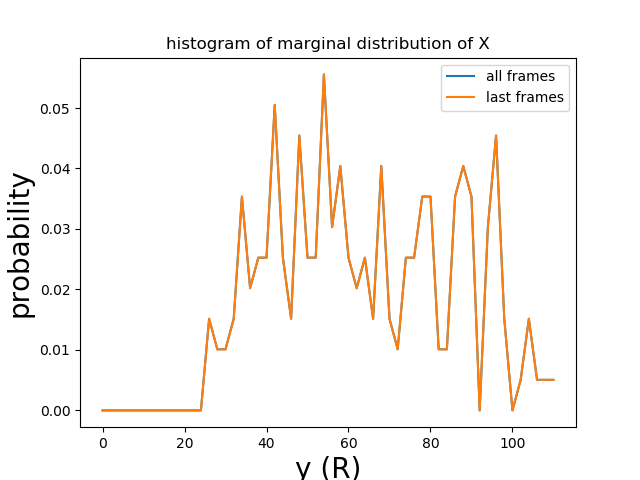 histogram of marginal distribution of X
all frames
last frames
probability
0.05
0.04
0.03
0.02
0.01
0.00
0 20 40 60 80 100
y (R)